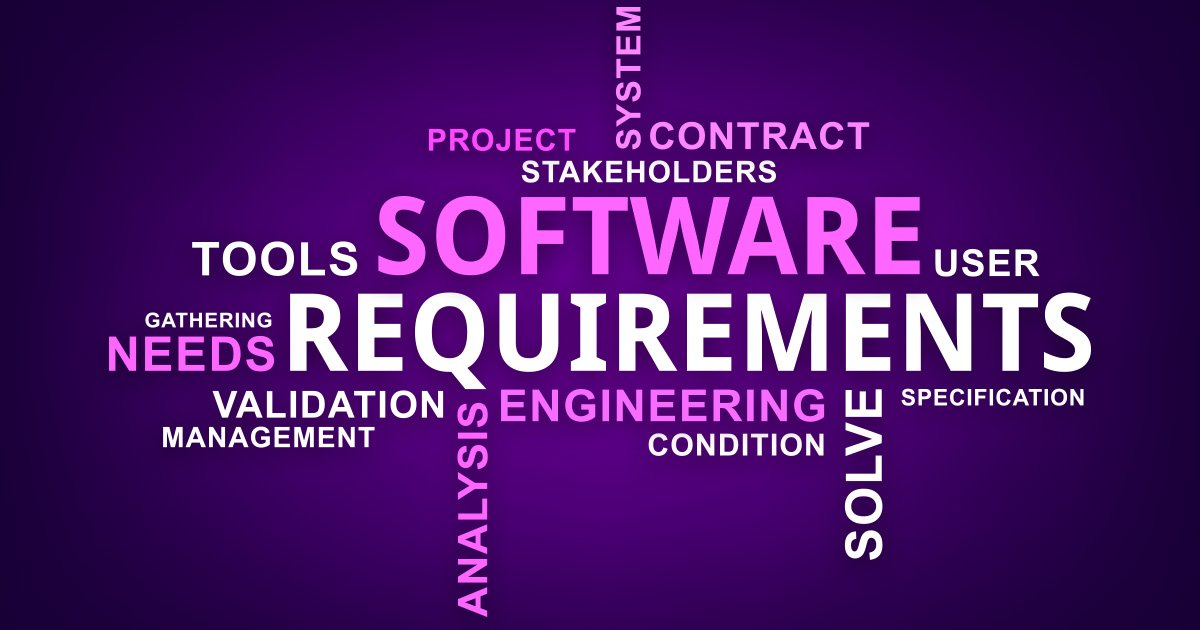 SYSTEM
PROJECT
CONTRACT
STAKEHOLDERS
TOOLS
SOFTWARE
USER
GATHERING
NEEDS
REQUIREMENTS
VALIDATION
ENGINEERING
SPECIFICATION
MANAGEMENT
ANALYSIS
CONDITION
SOLVE